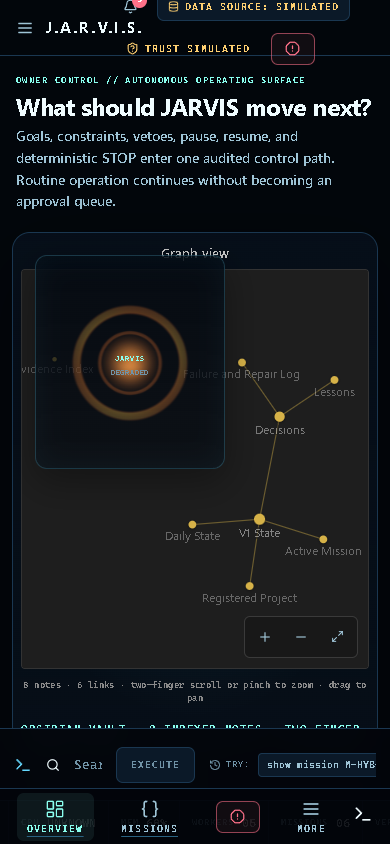 DATA SOURCE: SIMULATED
J.A.R.V.I.S.
TRUST SIMULATED
OWNER CONTROL // AUTONOMOUS OPERATING SURFACE
What should JARVIS move next?
Goals, constraints, vetoes, pause, resume, and
deterministic STOP enter one audited control path.
Routine operation continues without becoming an
approval queue.
Graph view
JARVIS
DEGRADED
vidence Index
Failure and Repair Log
Lessons
Decisions
Daily State
V1 State
Active Mission
Registered Project
8 notes · 6 links · two-finger scroll or pinch to zoom · drag to
pan
Sear
EXECUTE
TRY:
show mission M-HYB
OVERVIEW
MISSIONS
MORE